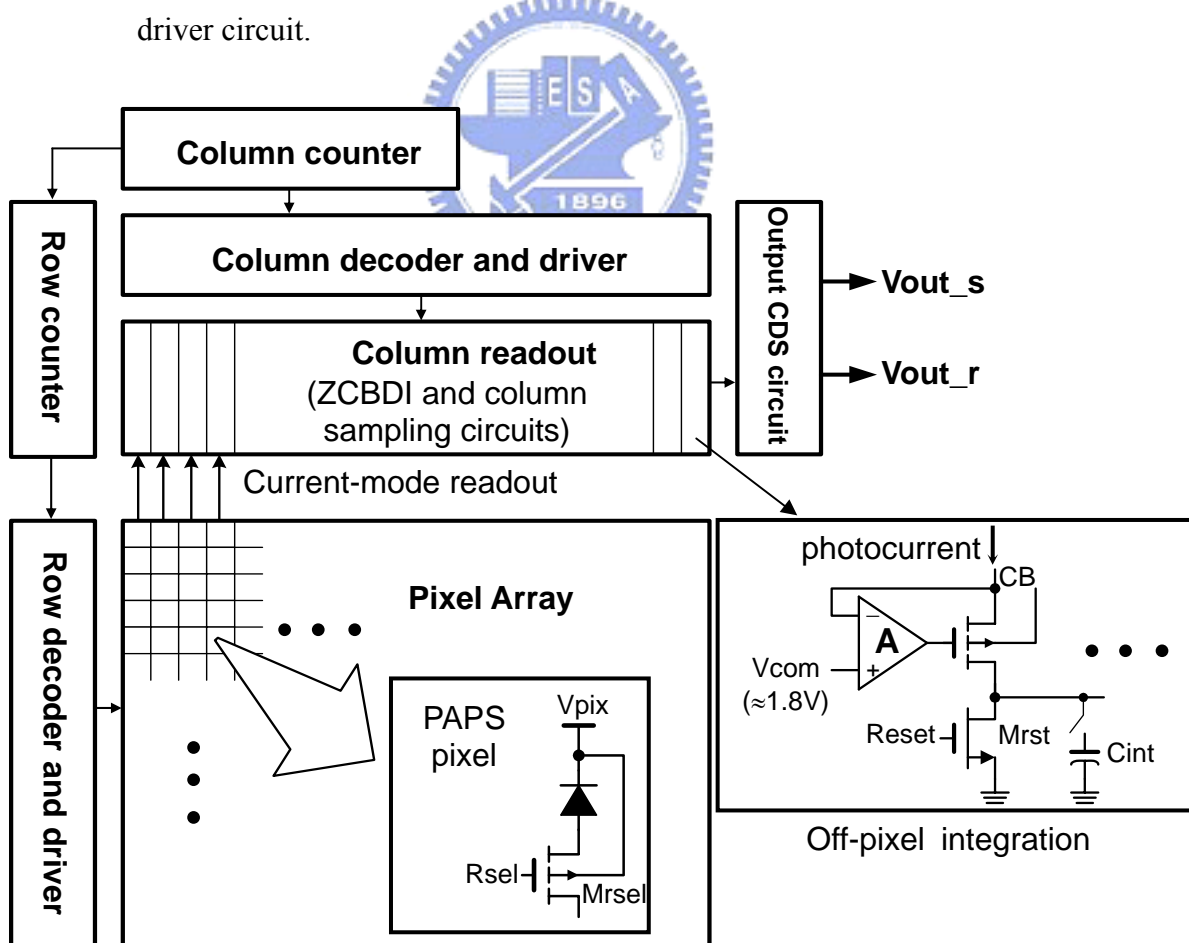 driver circuit.
E S A
1896
Column counter
Row counter
Column decoder and driver
Output CDS circuit
Vout_s
Vout_r
Column readout
(ZCBDI and column
sampling circuits)
Current-mode readout
Row decoder and driver
Pixel Array
PAPS
pixel
Vpix
Rsel
Mrsel
photocurrent
CB
A
−
+
Vcom
(≈1.8V)
Reset
Mrst
Cint
Off-pixel integration